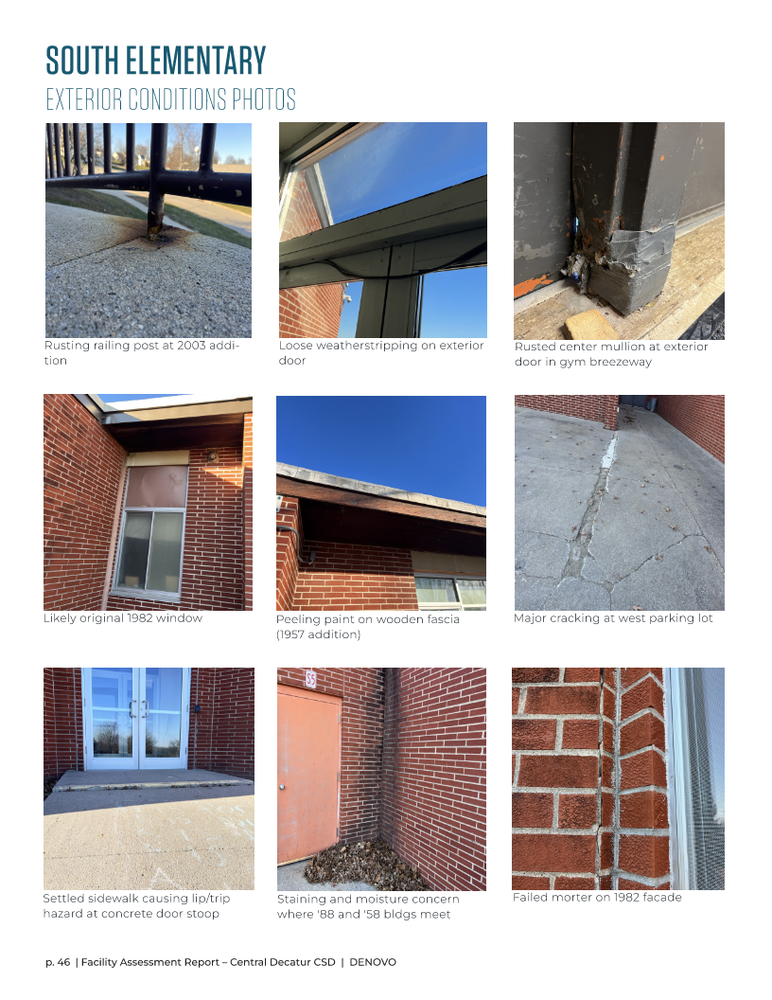 SOUTH ELEMENTARY
EXTERIOR CONDITIONS PHOTOS
Rusting railing post at 2003 addi-
tion
Loose weatherstripping on exterior
door
Rusted center mullion at exterior
door in gym breezeway
Likely original 1982 window
Peeling paint on wooden fascia
(1957 addition)
Major cracking at west parking lot
S5
Settled sidewalk causing lip/trip
hazard at concrete door stoop
Staining and moisture concern
where '88 and '58 bldgs meet
Failed morter on 1982 facade
p. 46 | Facility Assessment Report – Central Decatur CSD | DENOVO